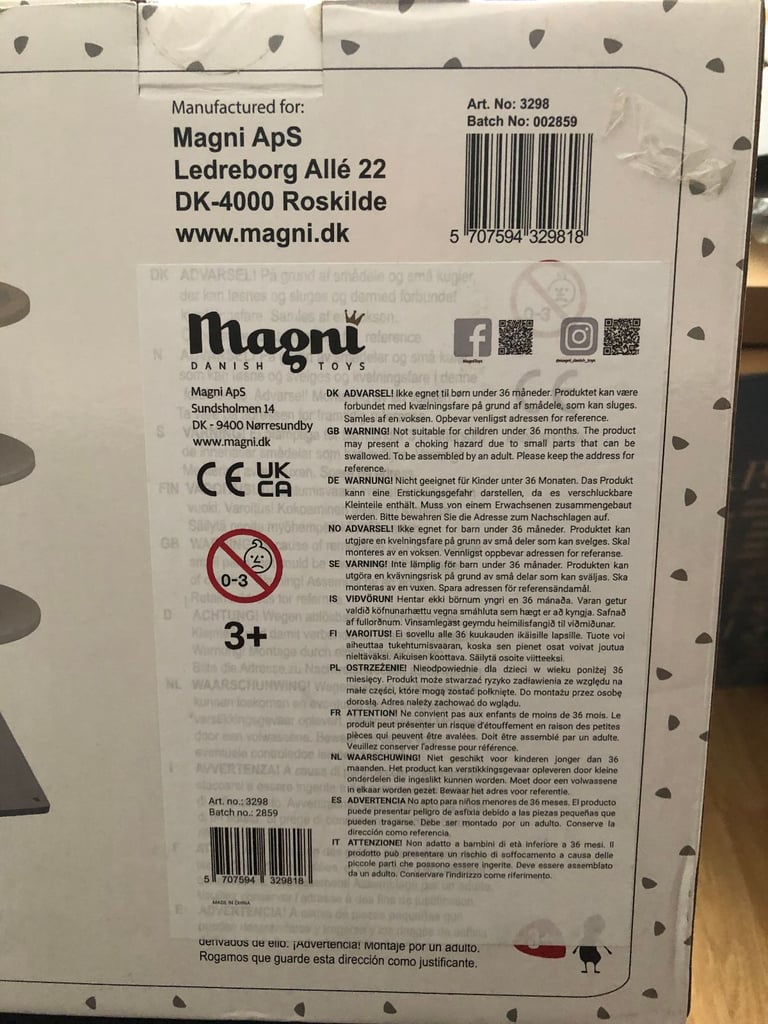 Manufactured for:
Magni ApS
Ledreborg Allé 22
DK-4000 Roskilde
www.magni.dk
Art. No: 3298
Batch No: 002859
5 707594 329818
Magni
DANISH TOYS
Magni ApS
Sundsholmen 14
DK - 9400 Nørresundby
www.magni.dk
CE UK
CA
0-3
3+
Art. no.: 3298
Batch no.: 2859
5 707594 329818
MADE IN CHINA
DK ADVARSEL! Ikke egnet til børn under 36 måneder. Produktet kan være
forbundet med kvælningsfare på grund af smådele, som kan sluges.
Samles af en voksen. Opbevar venligst adressen for reference.
GB WARNING! Not suitable for children under 36 months. The product
may present a choking hazard due to small parts that can be
swallowed. To be assembled by an adult. Please keep the address for
reference.
DE WARNUNG! Nicht geeignet für Kinder unter 36 Monaten. Das Produkt
kann eine Erstickungsgefahr darstellen, da es verschluckbare
Kleinteile enthält. Muss von einem Erwachsenen zusammengebaut
werden. Bitte bewahren Sie die Adresse zum Nachschlagen auf.
NO ADVARSEL! Ikke egnet for barn under 36 måneder. Produktet kan
utgjøre en kvelningsfare på grunn av små deler som kan svelges. Skal
monteres av en voksen. Vennligst oppbevar adressen for referanse.
SE VARNING! Inte lämplig för barn under 36 månader. Produkten kan
utgöra en kvävningsrisk på grund av små delar som kan sväljas. Ska
monteras av en vuxen. Spara adressen för referensändamål.
IS VIÐVÖRUN! Hentar ekki börnum yngri en 36 mánaða. Varan getur
valdið köfnunarhættu vegna smáhluta sem hægt er að kyngja. Safnað
af fullorðnum. Vinsamlegast geymdu heimilisfangið til viðmiðunar.
FI VAROITUS! Ei sovellu alle 36 kuukauden ikäisille lapsille. Tuote voi
aiheuttaa tukehtumisvaaran, koska sen pienet osat voivat joutua
nieltäväksi. Aikuisen koottava. Säilytä osoite viitteeksi.
PL OSTRZEŻENIE! Nieodpowiednie dla dzieci w wieku poniżej 36
miesięcy. Produkt może stwarzać ryzyko zadławienia ze względu na
małe części, które mogą zostać połknięte. Do montażu przez osobę
dorosłą. Adres należy zachować do wglądu.
FR ATTENTION! Ne convient pas aux enfants de moins de 36 mois. Le
produit peut présenter un risque d'étouffement en raison des petites
pièces qui peuvent être avalées. Doit être assemblé par un adulte.
Veuillez conserver l'adresse pour référence.
NL WAARSCHUWING! Niet geschikt voor kinderen jonger dan 36
maanden. Het product kan verstikkingsgevaar opleveren door kleine
onderdelen die ingeslikt kunnen worden. Moet door een volwassene
in elkaar worden gezet. Bewaar het adres voor referentie.
ES ADVERTENCIA No apto para niños menores de 36 meses. El producto
puede presentar peligro de asfixia debido a las piezas pequeñas que
pueden tragarse. Debe ser montado por un adulto. Conserve la
dirección como referencia.
IT ATTENZIONE! Non adatto a bambini di età inferiore a 36 mesi. Il
prodotto può presentare un rischio di soffocamento a causa delle
piccole parti che possono essere ingerite. Deve essere assemblato
da un adulto. Conservare l'indirizzo come riferimento.
derivados de ello. ¡Advertencia! Montaje por un adulto.
Rogamos que guarde esta dirección como justificante.